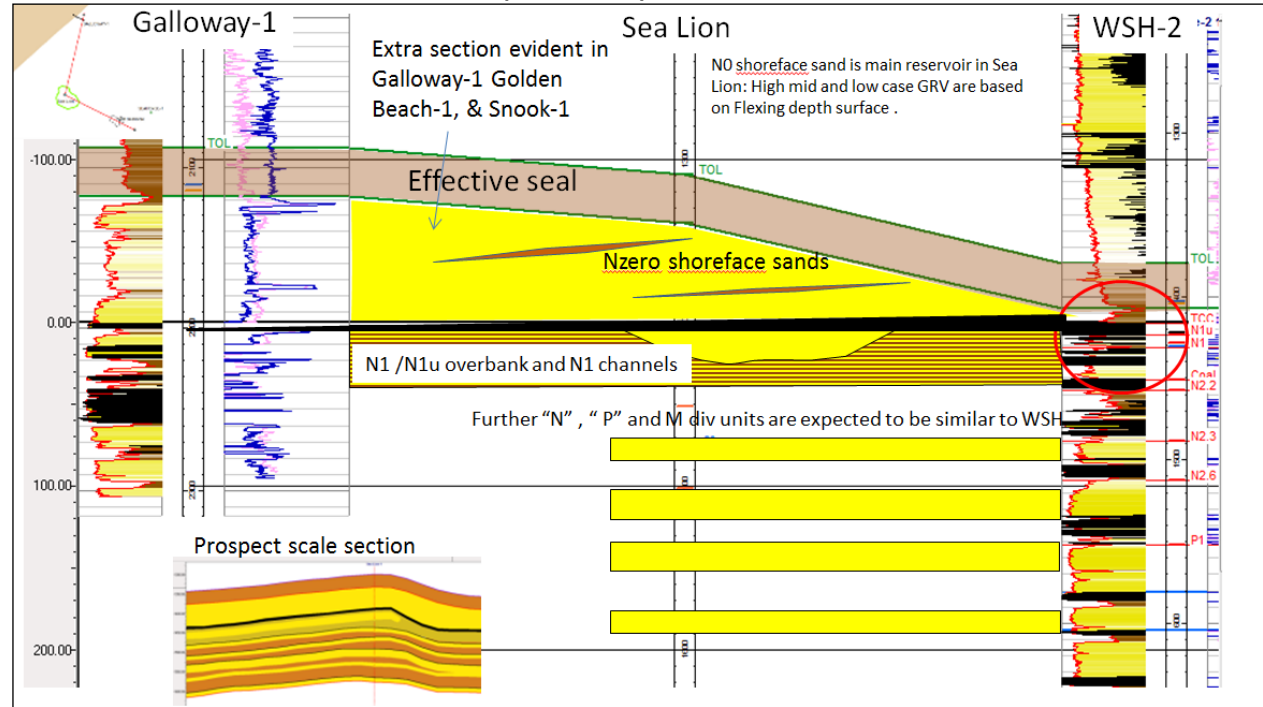 Galloway-1
Sea Lion
WSH-2
Extra section evident in
Galloway-1 Golden
Beach-1, & Snook-1
N0 shoreface sand is main reservoir in Sea
Lion: High mid and low case GRV are based
on Flexing depth surface .
TOL
-100.00
TOL
Effective seal
TOL
Nzero shoreface sands
0.00
TCC
N1u
N1
N1 /N1u overbank and N1 channels
Coal
N2.2
Further “N” , “ P” and M div units are expected to be similar to WSH
N2.3
N2.6
100.00
P1
Prospect scale section
200.00